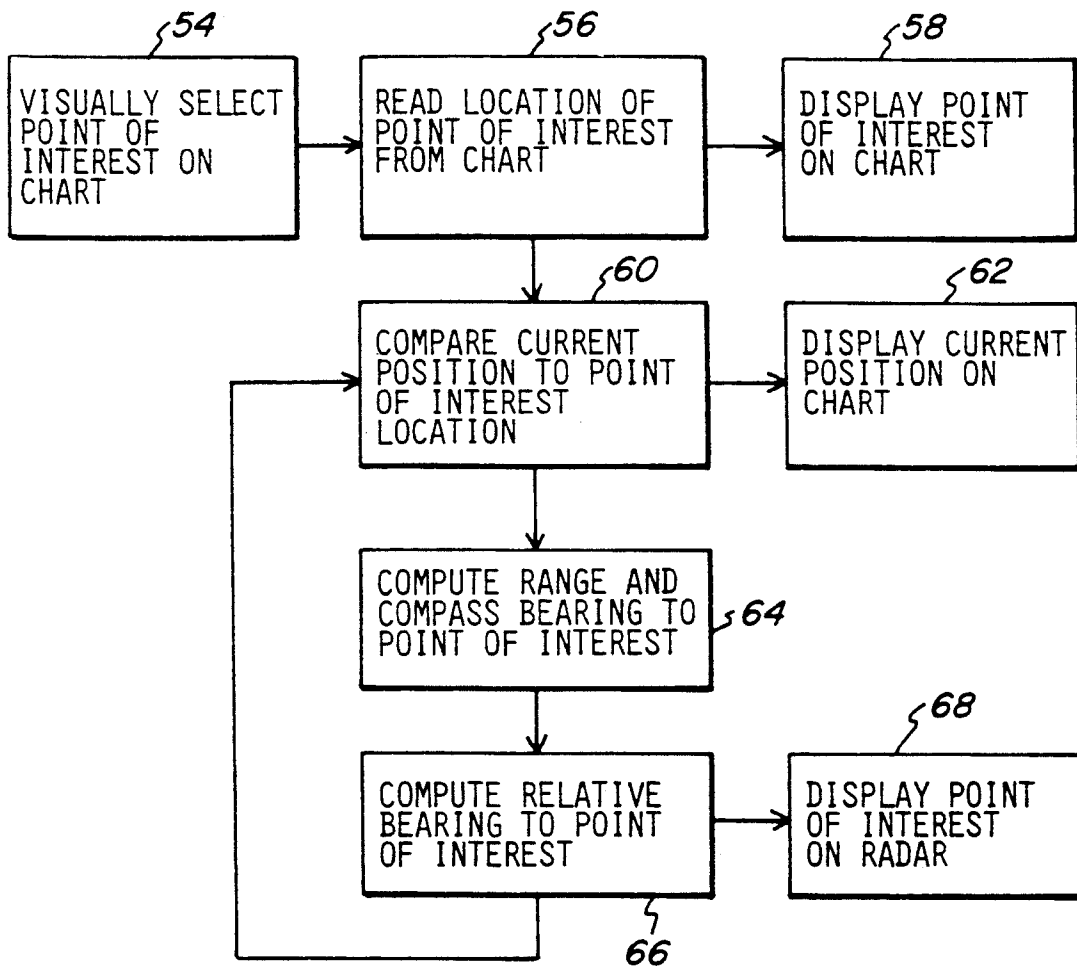 54
VISUALLY SELECT
POINT OF
INTEREST ON
CHART
56
READ LOCATION OF
POINT OF INTEREST
FROM CHART
58
DISPLAY POINT
OF INTEREST
ON CHART
60
COMPARE CURRENT
POSITION TO POINT
OF INTEREST
LOCATION
62
DISPLAY CURRENT
POSITION ON
CHART
COMPUTE RANGE AND
COMPASS BEARING TO
POINT OF INTEREST
64
COMPUTE RELATIVE
BEARING TO POINT
OF INTEREST
66
68
DISPLAY POINT
OF INTEREST
ON RADAR